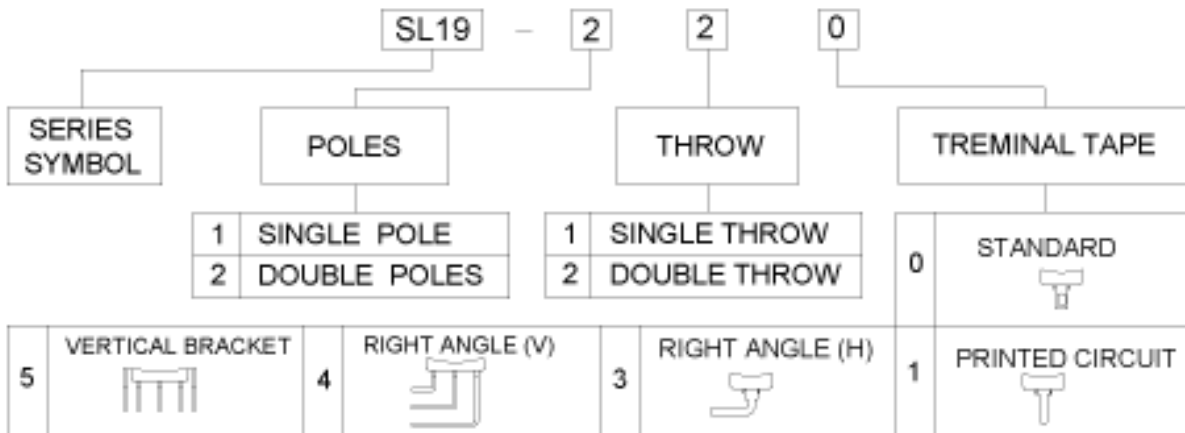 SL19 - 2 2 0
SERIES SYMBOL
POLES
THROW
TREMINAL TAPE
1 SINGLE POLE
2 DOUBLE POLES
1 SINGLE THROW
2 DOUBLE THROW
0 STANDARD
5 VERTICAL BRACKET
4 RIGHT ANGLE (V)
3 RIGHT ANGLE (H)
1 PRINTED CIRCUIT